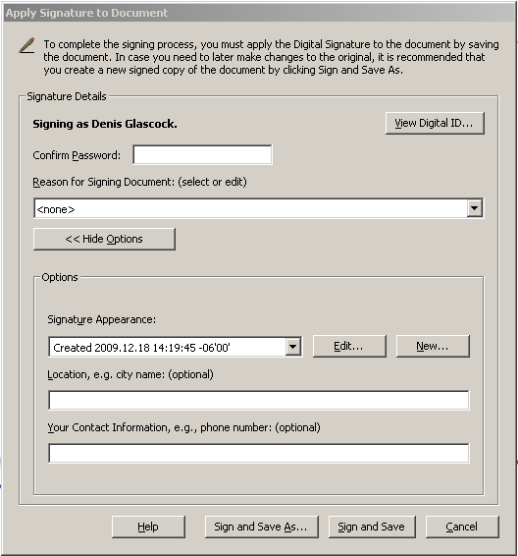 Apply Signature to Document
To complete the signing process, you must apply the Digital Signature to the document by saving
the document. In case you need to later make changes to the original, it is recommended that
you create a new signed copy of the document by clicking Sign and Save As.
Signature Details
Signing as Denis Glascock.
View Digital ID...
Confirm Password:
Reason for Signing Document: (select or edit)
<none>
<< Hide Options
Options
Signature Appearance:
Created 2009.12.18 14:19:45 -06'00'
Edit...
New...
Location, e.g. city name: (optional)
Your Contact Information, e.g., phone number: (optional)
Help
Sign and Save As...
Sign and Save
Cancel